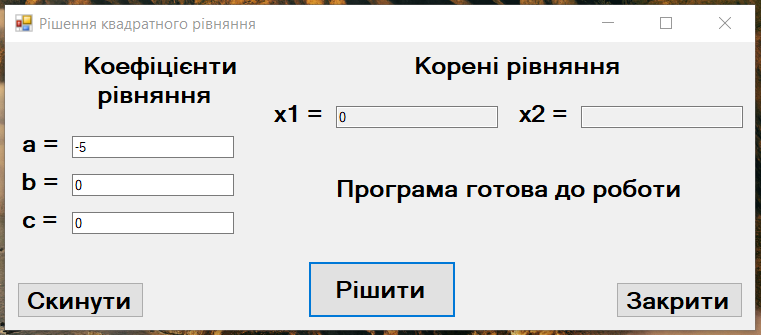 Рішення квадратного рівняння
Коефіцієнти
рівняння
a =
-5
b =
0
c =
0
Корені рівняння
x1 =
0
x2 =
Програма готова до роботи
Скинути
Рішити
Закрити